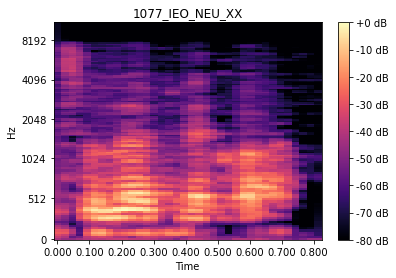 1077_IEO_NEU_XX
+0 dB
8192
-10 dB
4096
-20 dB
-30 dB
2048
Hz
-40 dB
1024
-50 dB
512
-60 dB
-70 dB
0
-80 dB
0.000 0.100 0.200 0.300 0.400 0.500 0.600 0.700 0.800
Time